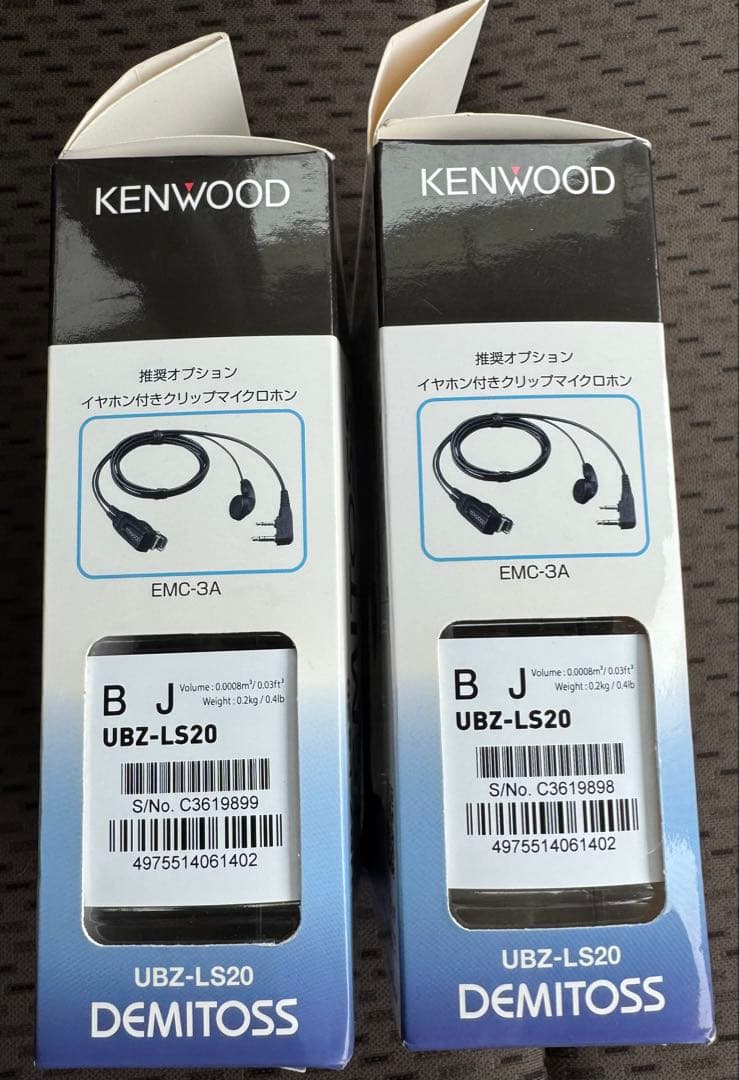 KENWOOD
推奨オプション
イヤホン付きクリップマイクロホン
KENWOOD
EMC-3A
B J
Volume : 0.0008m³/ 0.03ft³
Weight : 0.2kg / 0.4lb
UBZ-LS20
S/No. C3619899
4975514061402
UBZ-LS20
DEMITOSS
KENWOOD
推奨オプション
イヤホン付きクリップマイクロホン
KENWOOD
EMC-3A
B J
Volume : 0.0008m³/ 0.03ft³
Weight : 0.2kg / 0.4lb
UBZ-LS20
S/No. C3619898
4975514061402
UBZ-LS20
DEMITOSS